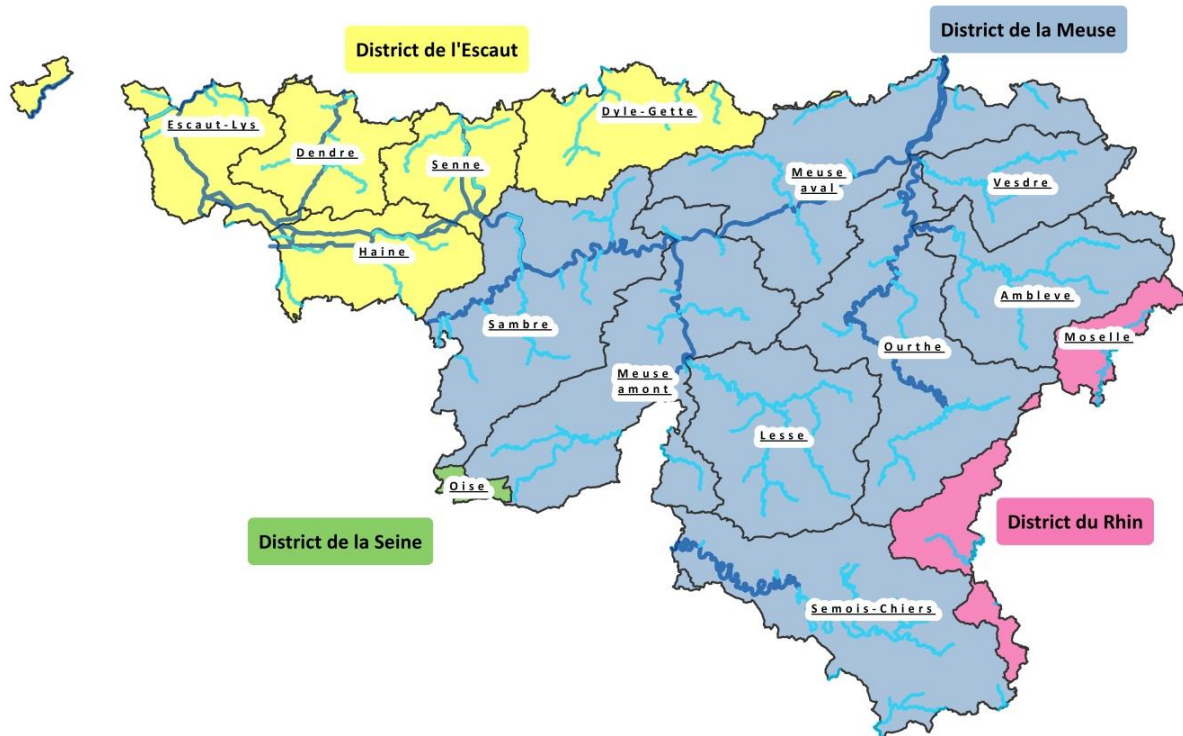 District de la Meuse
District de l'Escaut
Escaut-Lys
Dendre
Senne
Dyle-Gette
Meuse
aval
Vesdre
Haine
Sambre
Ourthe
Ambleve
Moselle
Meuse
amont
Lesse
Oise
District de la Seine
District du Rhin
Semois-Chiers